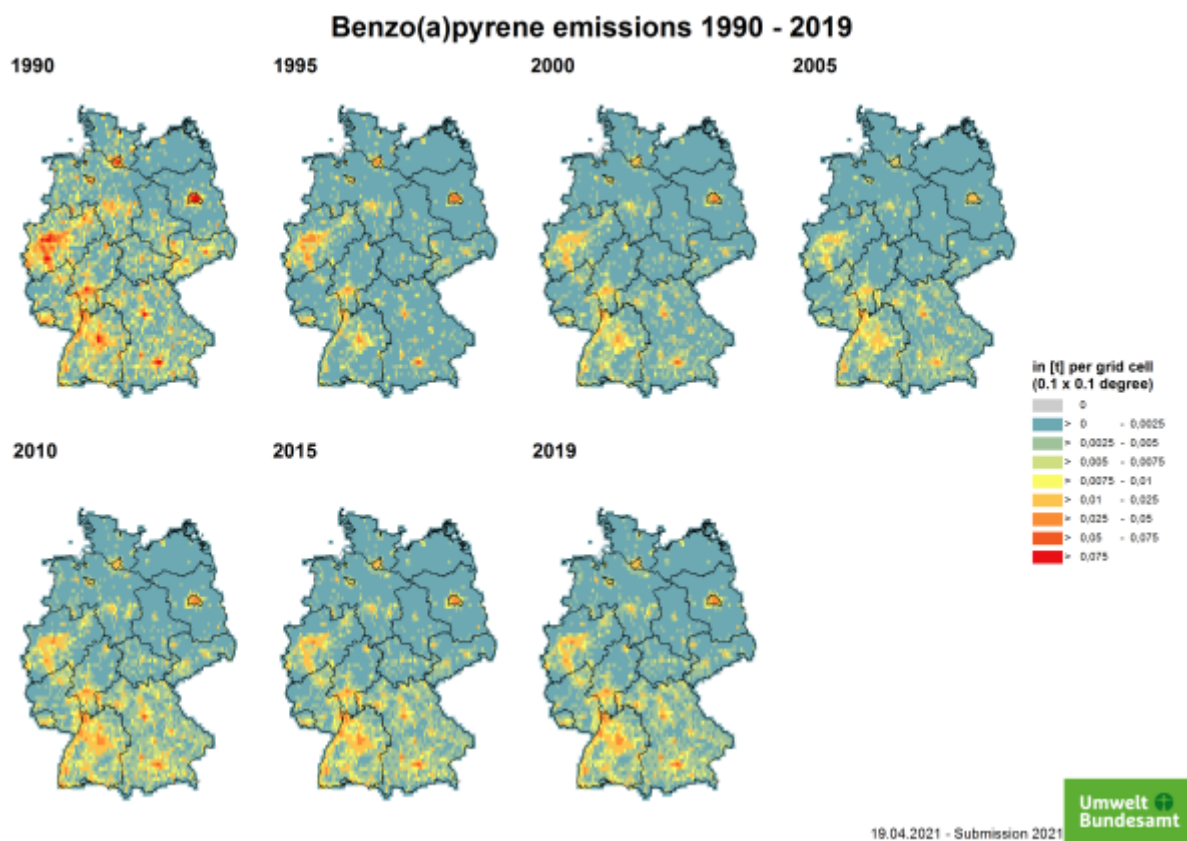 Benzo(a)pyrene emissions 1990 - 2019
1990
1995
2000
2005
in [t] per grid cell
(0.1 x 0.1 degree)
0
> 0 - 0,0025
> 0,0025 - 0,005
> 0,005 - 0,0075
> 0,0075 - 0,01
> 0,01 - 0,025
> 0,025 - 0,05
> 0,05 - 0,075
> 0,075
2010
2015
2019
Umwelt
Bundesamt
19.04.2021 - Submission 2021